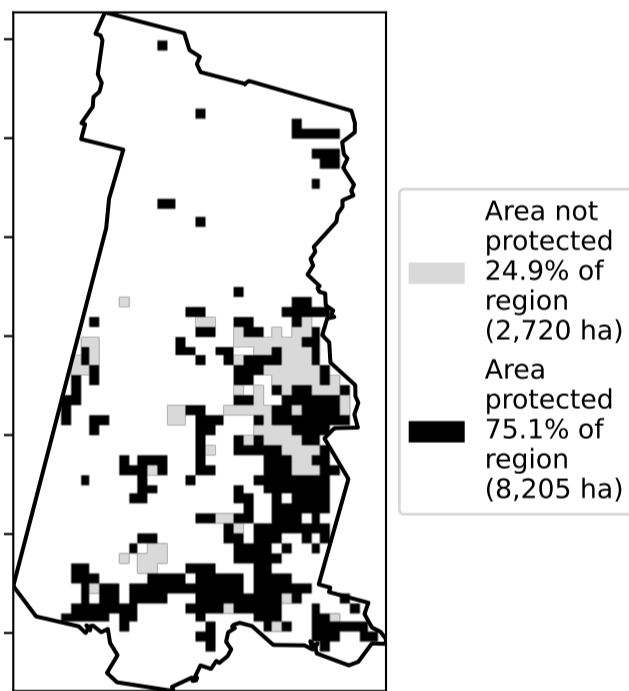 Area not
protected
24.9% of
region
(2,720 ha)
Area
protected
75.1% of
region
(8,205 ha)